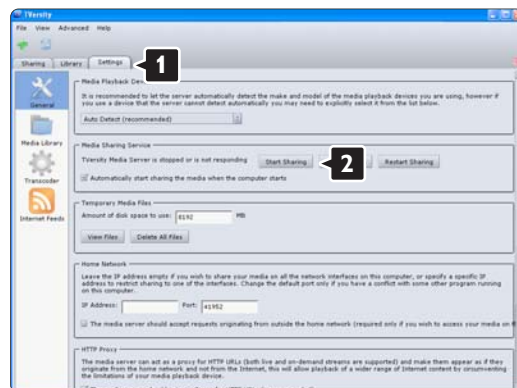 TVersity
File View Advanced Help
Sharing Library Settings
1
General
Media Library
Transcoder
Internet Feeds
It is recommended to let the server automatically detect the make and model of the media playback devices you are using, however if
you use a device that the server cannot detect automatically you may need to explicitly select it from the list below.
Auto Detect (recommended)
Media Sharing Service
TVersity Media Server is stopped or is not responding Start Sharing 2 Restart Sharing
Automatically start sharing the media when the computer starts
Temporary Media Files
Amount of disk space to use: 8192 MB
View Files Delete All Files
Home Network
Leave the IP address empty if you wish to share your media on all the network interfaces on this computer, or specify a specific IP
address to restrict sharing to one of the interfaces. Change the default port only if you have a conflict with some other program running
on this computer.
IP Address: Port: 41952
The media server should accept requests originating from outside the home network (required only if you wish to access your media on
HTTP Proxy
The media server can act as a proxy for HTTP URLs (both live and on-demand streams are supported) and make them appear as if they
originate from the home network and not from the Internet, this will allow playback of a wider range of Internet content by circumventing
the limitations of your media playback device.